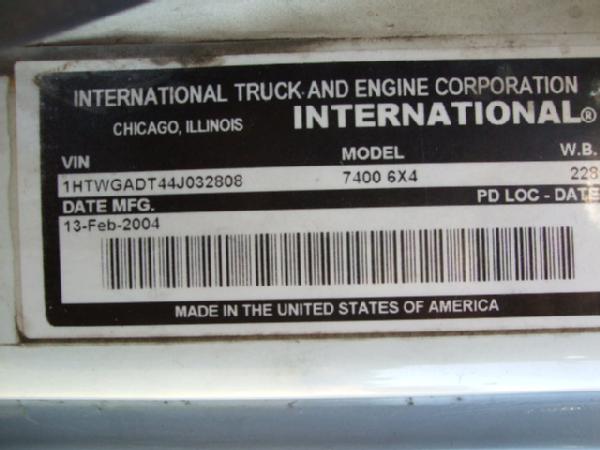 INTERNATIONAL TRUCK AND ENGINE CORPORATION
CHICAGO, ILLINOIS INTERNATIONAL®
VIN MODEL W.B.
1HTWGADT44J032808 7400 6X4 228
DATE MFG. PD LOC - DATE
13-Feb-2004
MADE IN THE UNITED STATES OF AMERICA